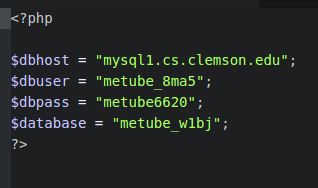 <?php
$dbhost = "mysql1.cs.clemson.edu";
$dbuser = "metube_8ma5";
$dbpass = "metube6620";
$database = "metube_w1bj";
?>